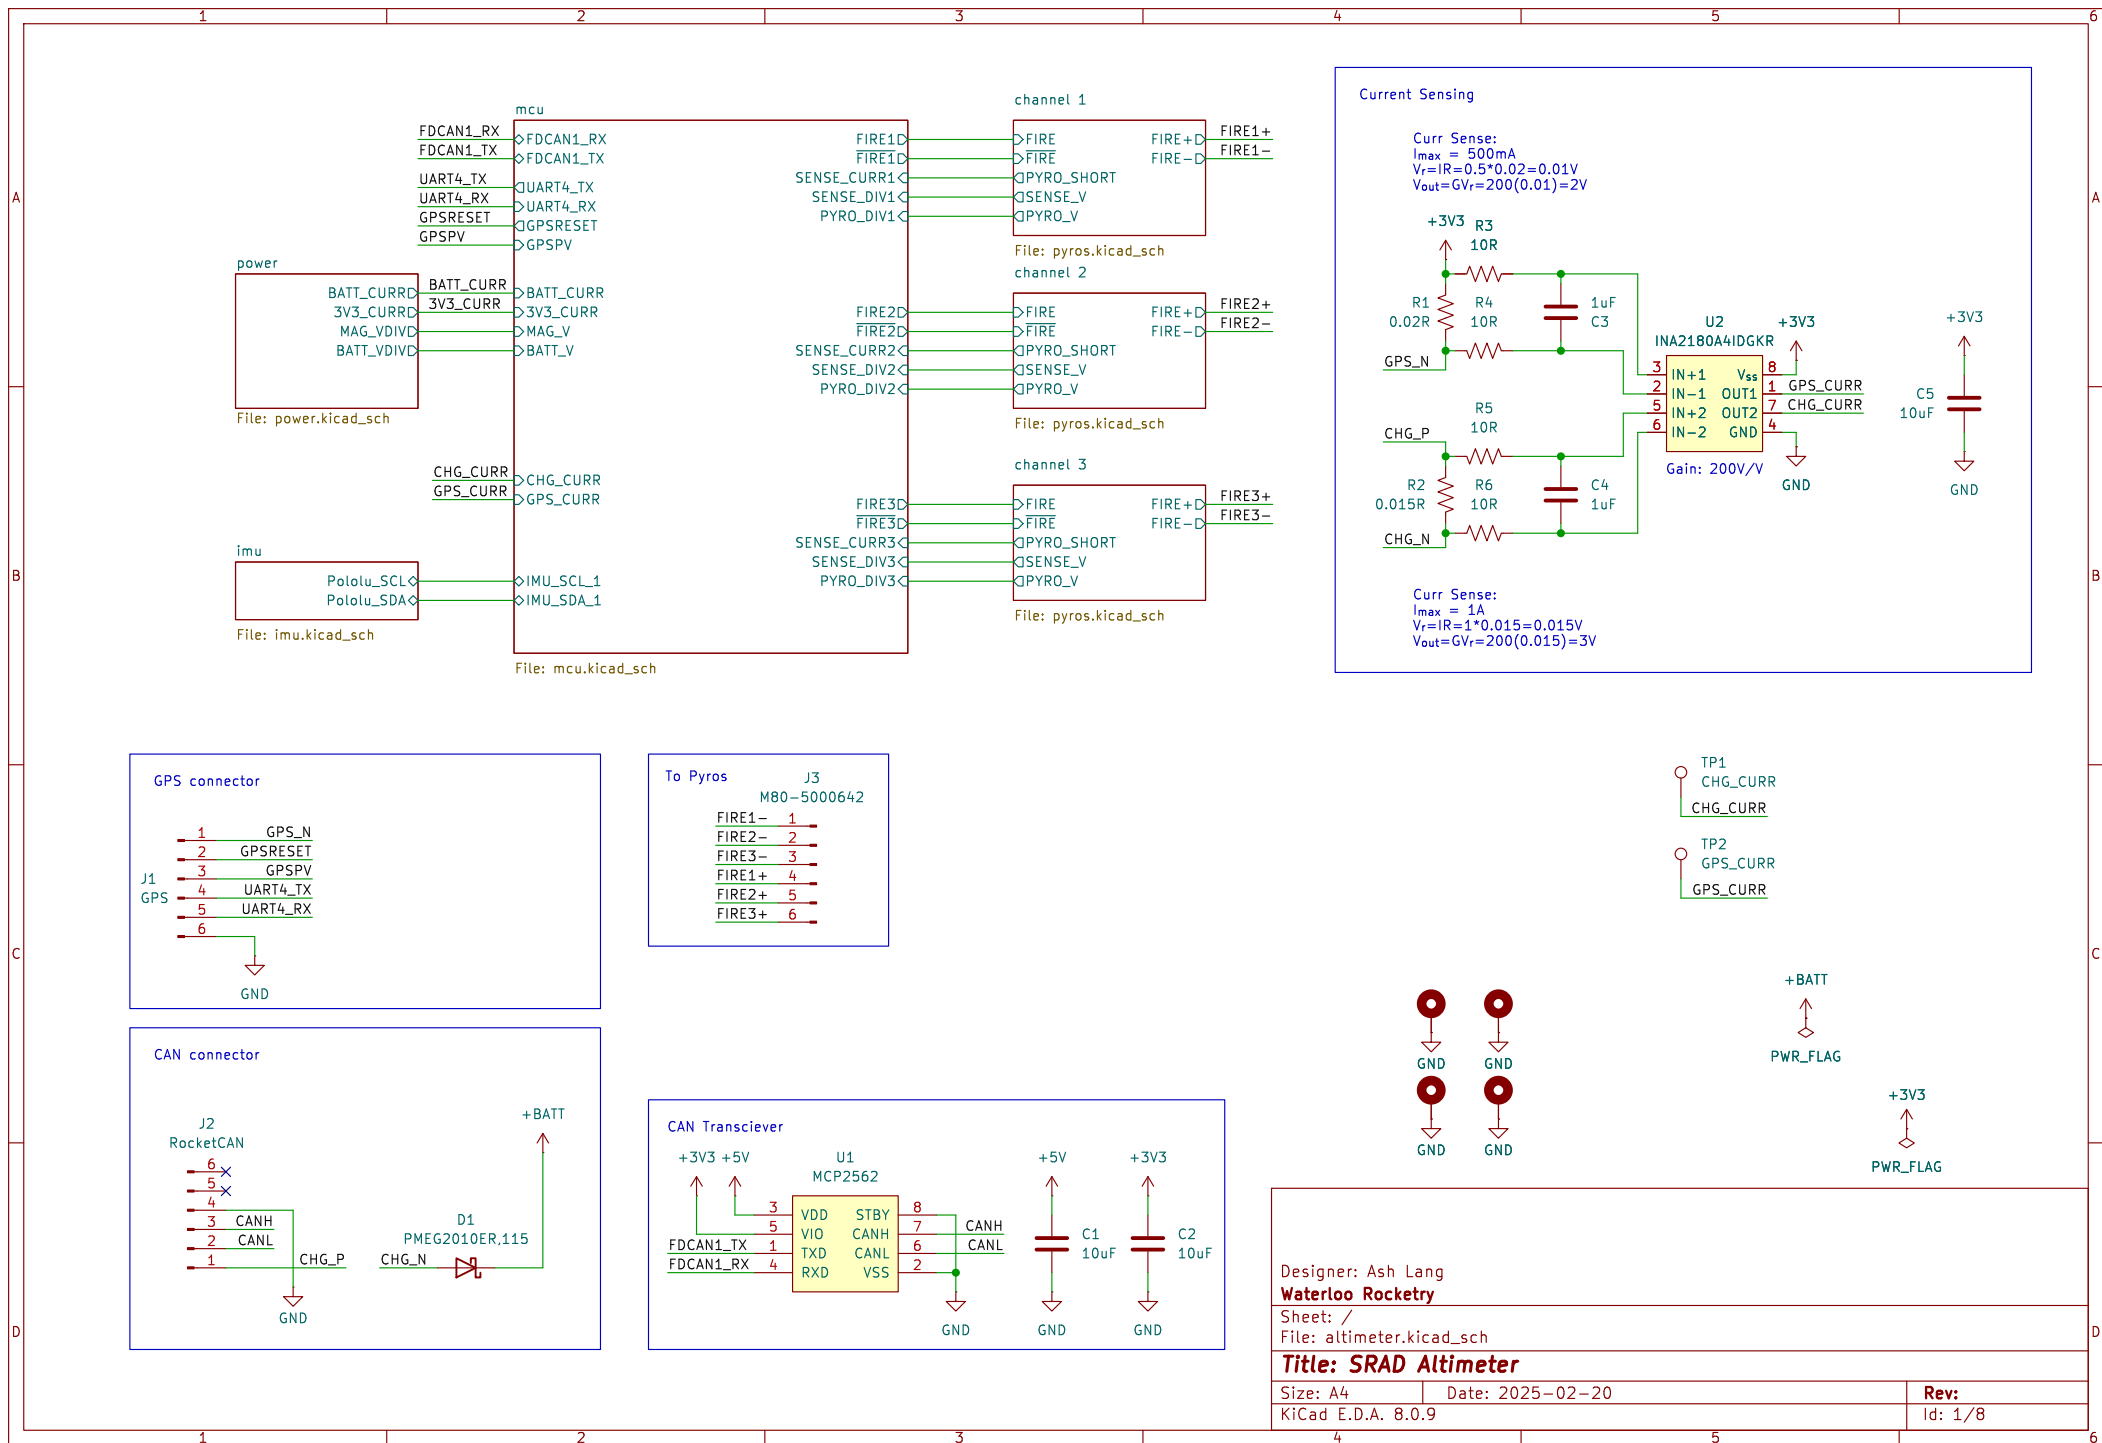 1 2 3 4 5 6
A
B
C
D
mcu
FDCAN1_RX
FDCAN1_TX
UART4_TX
UART4_RX
GPSRESET
GPSPV
FDCAN1_RX
FDCAN1_TX
UART4_TX
UART4_RX
GPSRESET
GPSPV
BATT_CURR
3V3_CURR
BATT_CURR
3V3_CURR
MAG_V
BATT_V
CHG_CURR
GPS_CURR
CHG_CURR
GPS_CURR
IMU_SCL_1
IMU_SDA_1
FIRE1
FIRE1
SENSE_CURR1
SENSE_DIV1
PYRO_DIV1
FIRE2
FIRE2
SENSE_CURR2
SENSE_DIV2
PYRO_DIV2
FIRE3
FIRE3
SENSE_CURR3
SENSE_DIV3
PYRO_DIV3
File: mcu.kicad_sch
power
BATT_CURR
3V3_CURR
MAG_VDIV
BATT_VDIV
File: power.kicad_sch
imu
Pololu_SCL
Pololu_SDA
File: imu.kicad_sch
channel 1
FIRE
FIRE
PYRO_SHORT
SENSE_V
PYRO_V
FIRE+
FIRE-
FIRE1+
FIRE1-
File: pyros.kicad_sch
channel 2
FIRE
FIRE
PYRO_SHORT
SENSE_V
PYRO_V
FIRE+
FIRE-
FIRE2+
FIRE2-
File: pyros.kicad_sch
channel 3
FIRE
FIRE
PYRO_SHORT
SENSE_V
PYRO_V
FIRE+
FIRE-
FIRE3+
FIRE3-
File: pyros.kicad_sch
Current Sensing
Curr Sense:
Imax = 500mA
Vr=IR=0.5*0.02=0.01V
Vout=GVr=200(0.01)=2V
+3V3
R3
10R
R1
0.02R
R4
10R
1uF
C3
GPS_N
R5
10R
CHG_P
R2
0.015R
R6
10R
C4
1uF
CHG_N
U2
INA2180A4IDGKR
3 IN+1 Vss 8
2 IN-1 OUT1 1
5 IN+2 OUT2 7
6 IN-2 GND 4
Gain: 200V/V
+3V3
GPS_CURR
CHG_CURR
GND
+3V3
C5
10uF
GND
Curr Sense:
Imax = 1A
Vr=IR=1*0.015=0.015V
Vout=GVr=200(0.015)=3V
GPS connector
J1
GPS
1 GPS_N
2 GPSRESET
3 GPSPV
4 UART4_TX
5 UART4_RX
6
GND
To Pyros
J3
M80-5000642
FIRE1- 1
FIRE2- 2
FIRE3- 3
FIRE1+ 4
FIRE2+ 5
FIRE3+ 6
TP1
CHG_CURR
CHG_CURR
TP2
GPS_CURR
GPS_CURR
CAN connector
J2
RocketCAN
6
5
4
3 CANH
2 CANL
1 CHG_P
GND
CHG_N
D1
PMEG2010ER,115
+BATT
CAN Transciever
+3V3 +5V
U1
MCP2562
3 VDD STBY 8
5 VIO CANH 7
1 TXD CANL 6
4 RXD VSS 2
FDCAN1_TX
FDCAN1_RX
CANH
CANL
GND
+5V
C1
10uF
GND
+3V3
C2
10uF
GND
GND
GND
GND
GND
+BATT
PWR_FLAG
+3V3
PWR_FLAG
Designer: Ash Lang
Waterloo Rocketry
Sheet: /
File: altimeter.kicad_sch
Title: SRAD Altimeter
Size: A4 Date: 2025-02-20 Rev:
KiCad E.D.A. 8.0.9 Id: 1/8
A
B
C
D
1 2 3 4 5 6